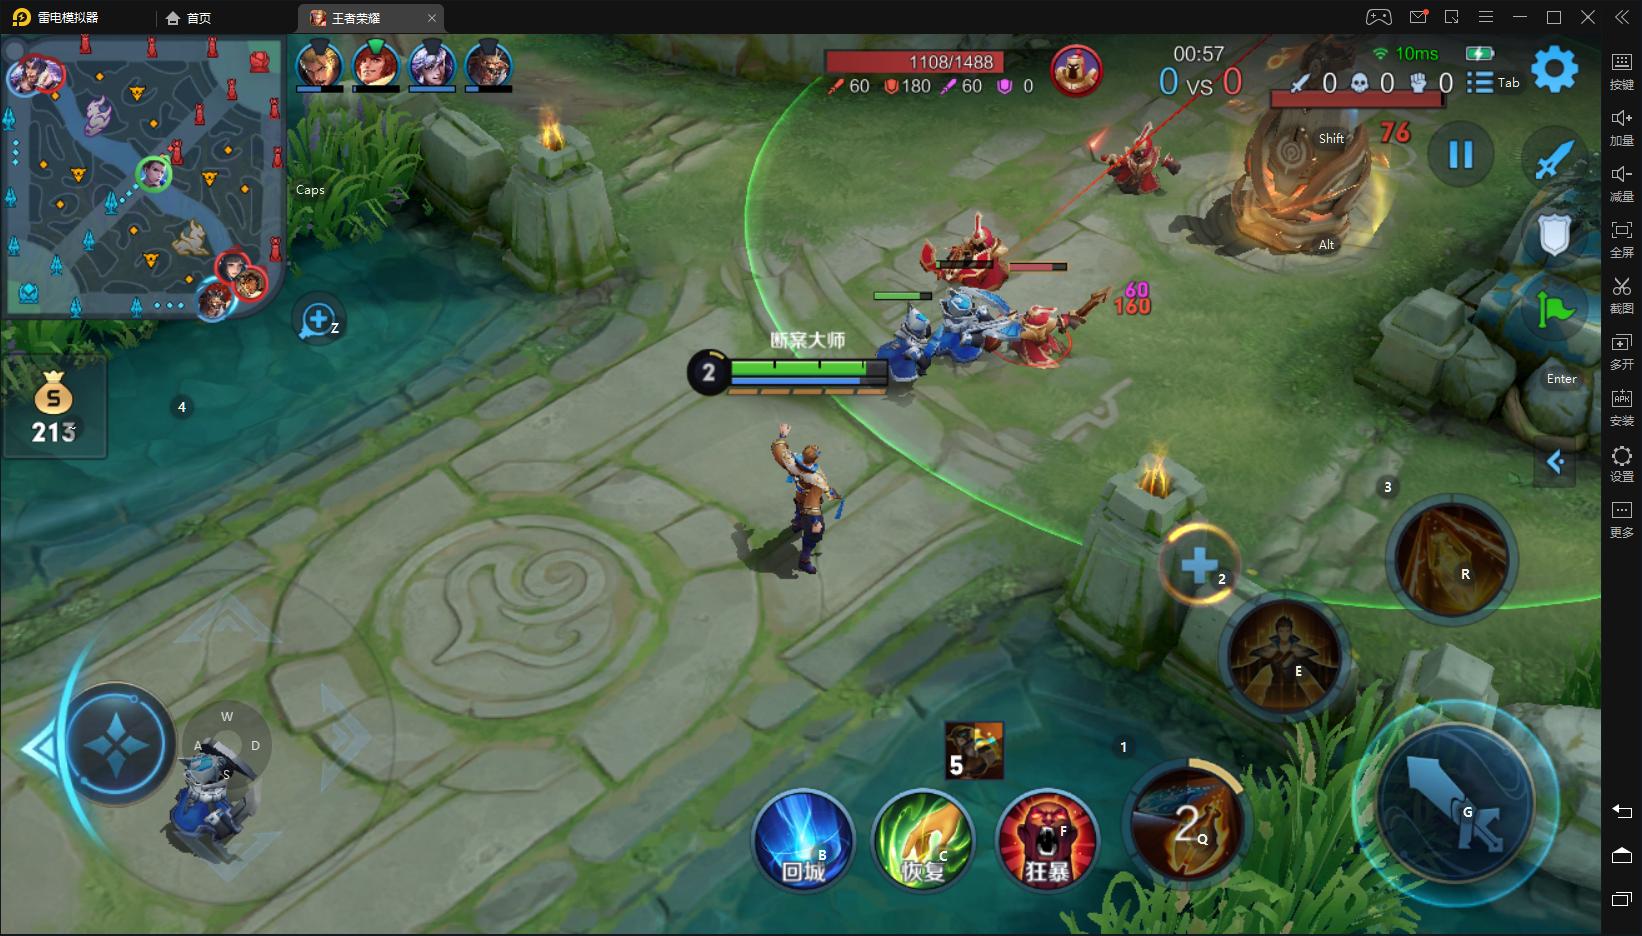 雷电模拟器
首页
王者荣耀
1108/1488
60 180 60 0
00:57
0 VS 0
10ms
0 0 0
Tab
Shift
76
Caps
Alt
60
160
Z
断案大师
2
Enter
4
3
2
R
E
W
A D
S
1
5
2
Q
G
B
回城
C
恢复
F
狂暴
按键
加量
减量
全屏
截图
多开
APK
安装
设置
更多